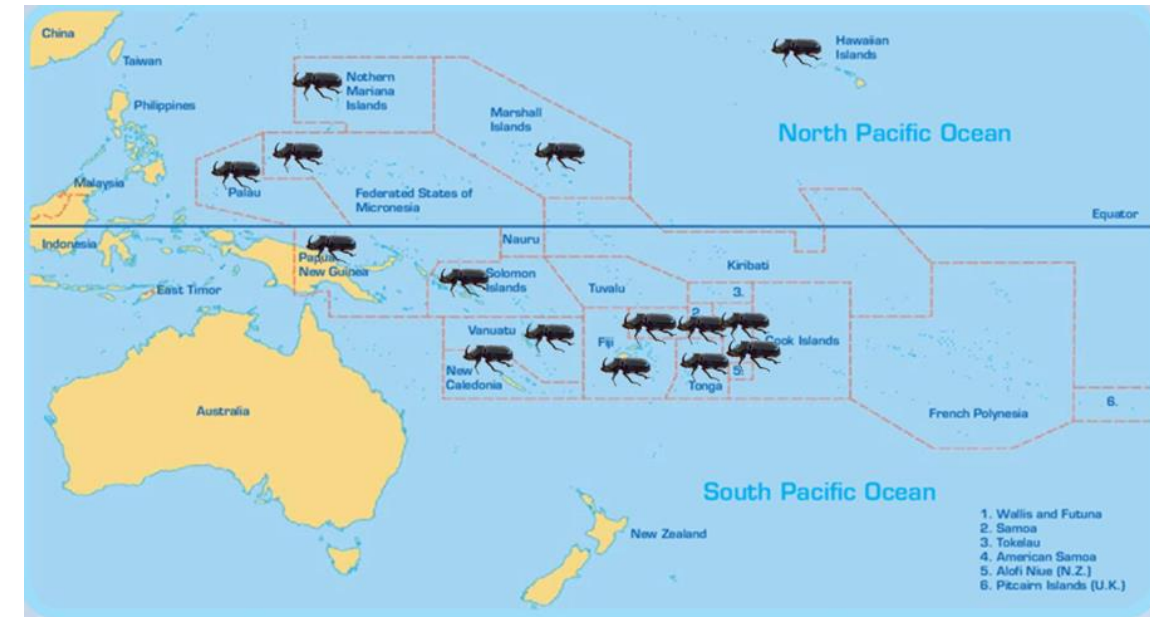 China
Taiwan
Philippines
Malaysia
Indonesia
East Timor
Nothern
Mariana
Islands
Marshall
Islands
Hawaiian
Islands
North Pacific Ocean
Palau
Federated States of
Micronesia
Equator
Nauru
Papua
New Guinea
Solomon
Islands
Tuvalu
Kiribati
3.
2
Vanuatu
Fiji
Cook Islands
New
Caledonia
Tonga
5.
6.
French Polynesia
Australia
South Pacific Ocean
New Zealand
1. Wallis and Futuna
2. Samoa
3. Tokelau
4. American Samoa
5. Alofi Niue (N.Z.)
6. Pitcairn Islands (U.K.)